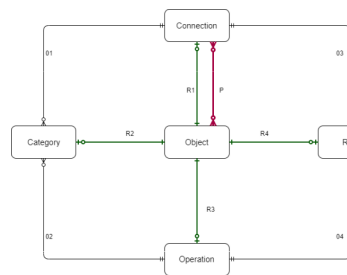 Connection
01
03
R1
P
Category
R2
Object
R4
R
R3
02
04
Operation